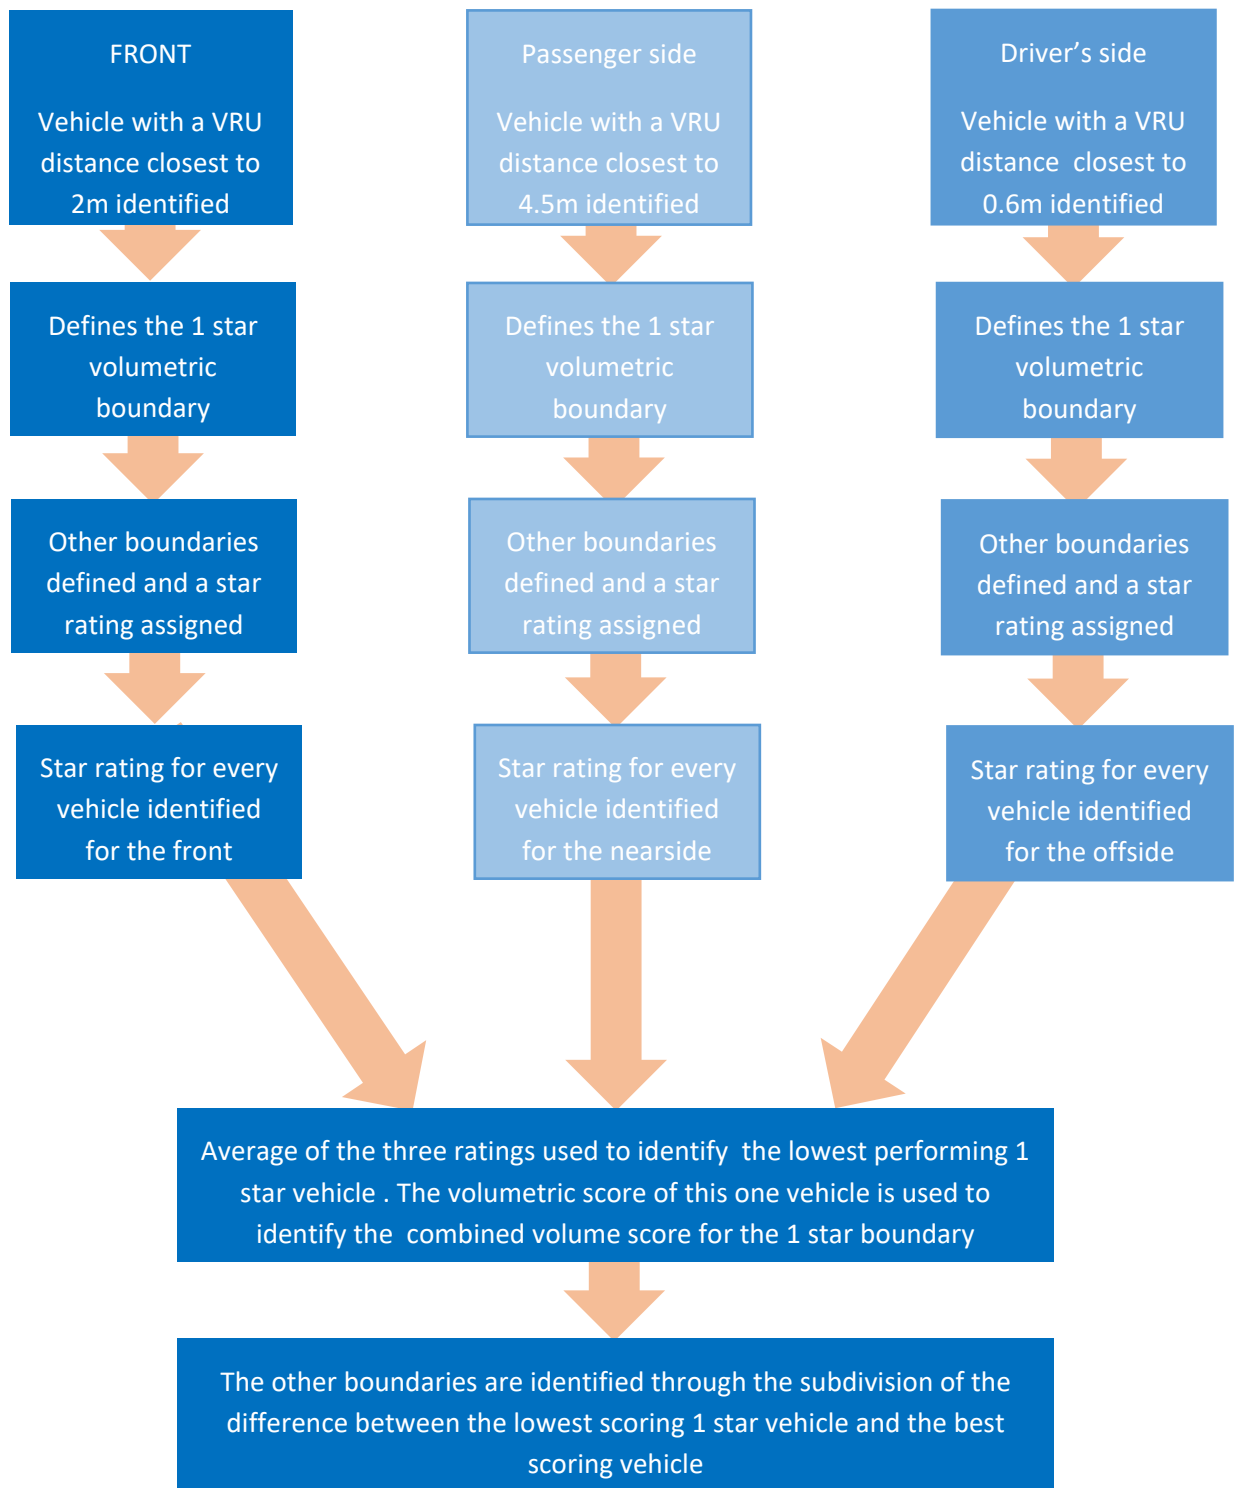 FRONT
Vehicle with a VRU
distance closest to
2m identified
Passenger side
Vehicle with a VRU
distance closest to
4.5m identified
Driver’s side
Vehicle with a VRU
distance  closest to
0.6m identified
Defines the 1 star
volumetric
boundary
Defines the 1 star
volumetric
boundary
Defines the 1 star
volumetric
boundary
Other boundaries
defined and a star
rating assigned
Other boundaries
defined and a star
rating assigned
Other boundaries
defined and a star
rating assigned
Star rating for every
vehicle identified
for the front
Star rating for every
vehicle identified
for the nearside
Star rating for every
vehicle identified
for the offside
Average of the three ratings used to identify  the lowest performing 1
star vehicle . The volumetric score of this one vehicle is used to
identify the  combined volume score for the 1 star boundary
The other boundaries are identified through the subdivision of the
difference between the lowest scoring 1 star vehicle and the best
scoring vehicle